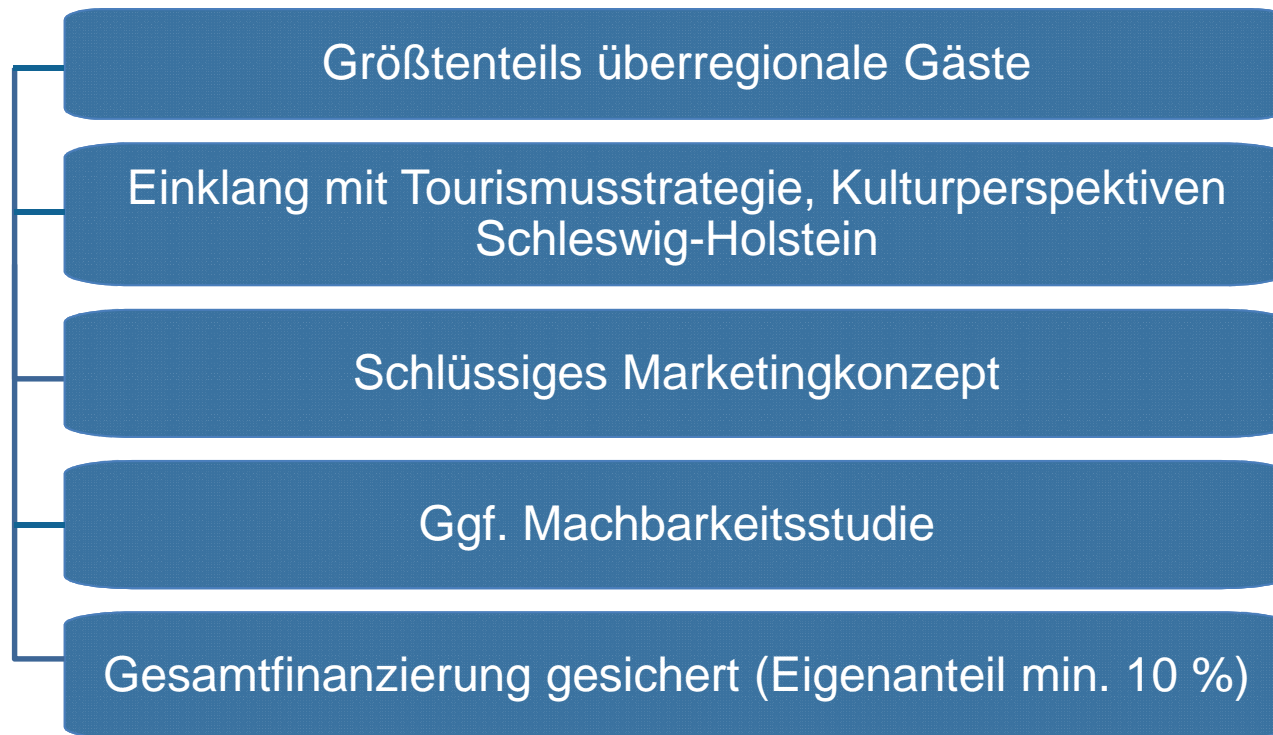 Größtenteils überregionale Gäste
Einklang mit Tourismusstrategie, Kulturperspektiven
Schleswig-Holstein
Schlüssiges Marketingkonzept
Ggf. Machbarkeitsstudie
Gesamtfinanzierung gesichert (Eigenanteil min. 10 %)